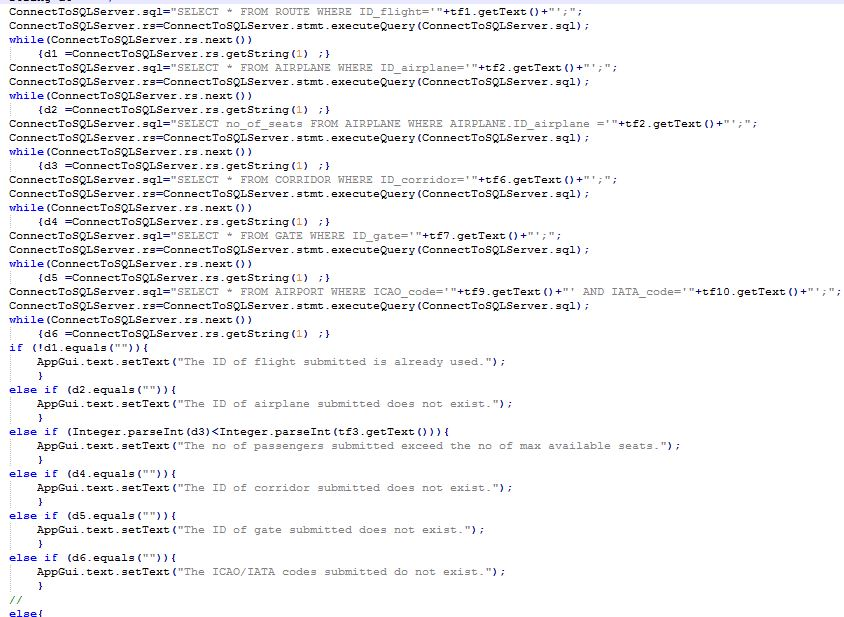 ConnectToSQLServer.sql="SELECT * FROM ROUTE WHERE ID_flight='"+tf1.getText()+"';";
ConnectToSQLServer.rs=ConnectToSQLServer.stmt.executeQuery(ConnectToSQLServer.sql);
while(ConnectToSQLServer.rs.next())
    {d1 =ConnectToSQLServer.rs.getString(1) ;}
ConnectToSQLServer.sql="SELECT * FROM AIRPLANE WHERE ID_airplane='"+tf2.getText()+"';";
ConnectToSQLServer.rs=ConnectToSQLServer.stmt.executeQuery(ConnectToSQLServer.sql);
while(ConnectToSQLServer.rs.next())
    {d2 =ConnectToSQLServer.rs.getString(1) ;}
ConnectToSQLServer.sql="SELECT no_of_seats FROM AIRPLANE WHERE AIRPLANE.ID_airplane ='"+tf2.getText()+"';";
ConnectToSQLServer.rs=ConnectToSQLServer.stmt.executeQuery(ConnectToSQLServer.sql);
while(ConnectToSQLServer.rs.next())
    {d3 =ConnectToSQLServer.rs.getString(1) ;}
ConnectToSQLServer.sql="SELECT * FROM CORRIDOR WHERE ID_corridor='"+tf6.getText()+"';";
ConnectToSQLServer.rs=ConnectToSQLServer.stmt.executeQuery(ConnectToSQLServer.sql);
while(ConnectToSQLServer.rs.next())
    {d4 =ConnectToSQLServer.rs.getString(1) ;}
ConnectToSQLServer.sql="SELECT * FROM GATE WHERE ID_gate='"+tf7.getText()+"';";
ConnectToSQLServer.rs=ConnectToSQLServer.stmt.executeQuery(ConnectToSQLServer.sql);
while(ConnectToSQLServer.rs.next())
    {d5 =ConnectToSQLServer.rs.getString(1) ;}
ConnectToSQLServer.sql="SELECT * FROM AIRPORT WHERE ICAO_code='"+tf9.getText()+"' AND IATA_code='"+tf10.getText()+"';";
ConnectToSQLServer.rs=ConnectToSQLServer.stmt.executeQuery(ConnectToSQLServer.sql);
while(ConnectToSQLServer.rs.next())
    {d6 =ConnectToSQLServer.rs.getString(1) ;}
if (!d1.equals("")){
    AppGui.text.setText("The ID of flight submitted is already used.");
    }
else if (d2.equals("")){
    AppGui.text.setText("The ID of airplane submitted does not exist.");
    }
else if (Integer.parseInt(d3)<Integer.parseInt(tf3.getText())){
    AppGui.text.setText("The no of passengers submitted exceed the no of max available seats.");
    }
else if (d4.equals("")){
    AppGui.text.setText("The ID of corridor submitted does not exist.");
    }
else if (d5.equals("")){
    AppGui.text.setText("The ID of gate submitted does not exist.");
    }
else if (d6.equals("")){
    AppGui.text.setText("The ICAO/IATA codes submitted do not exist.");
    }
//
else{